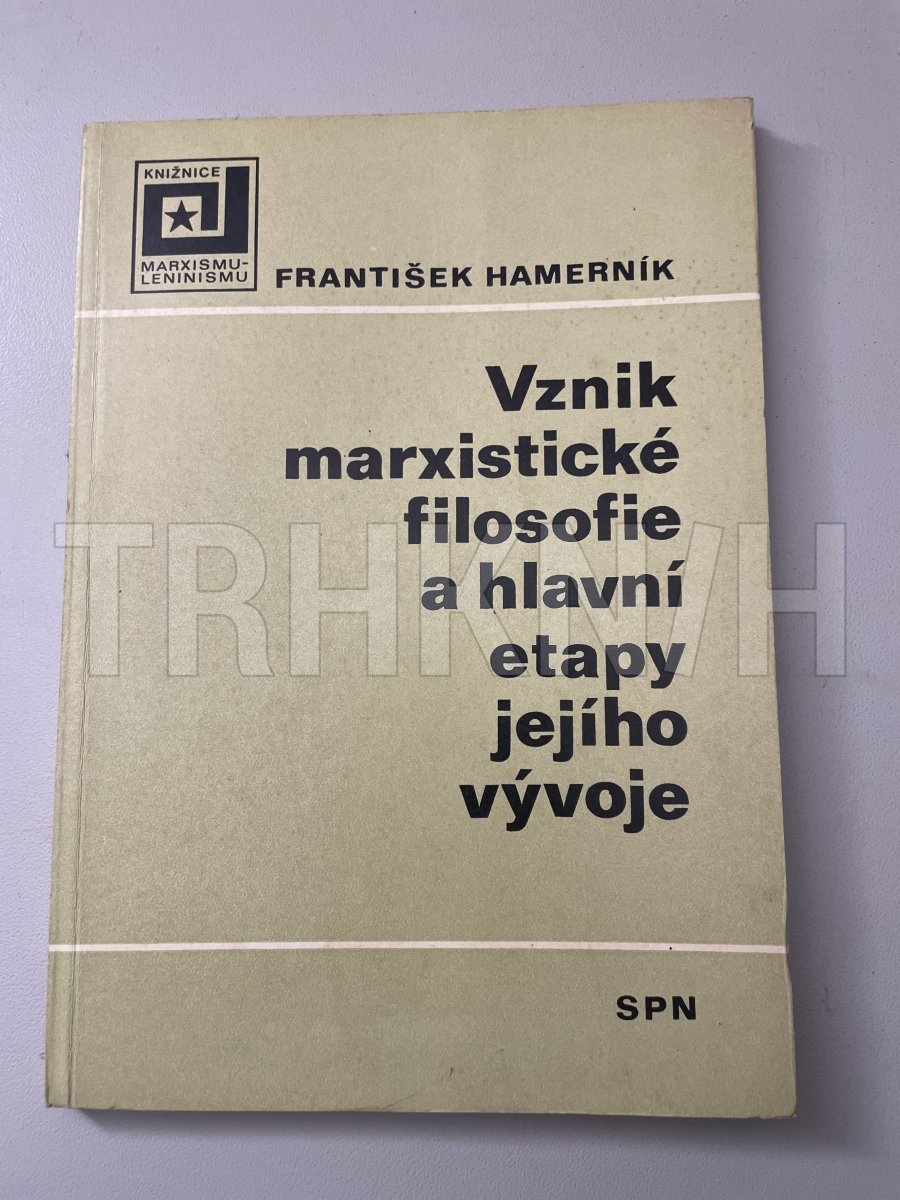 KNIŽNICE
MARXISMU-
LENINISMU
FRANTIŠEK HAMERNÍK
Vznik
marxistické
filosofie
a hlavní
etapy
jejího
vývoje
SPN
TRHKNIH